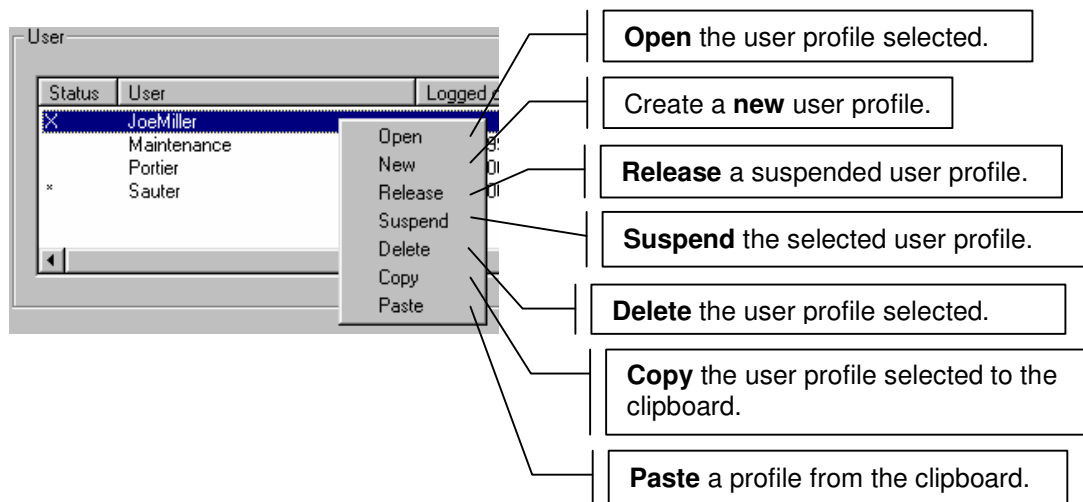 User
Status User Logged
X JoeMiller
Maintenance
Portier
* Sauter
Open
New
Release
Suspend
Delete
Copy
Paste
Open the user profile selected.
Create a new user profile.
Release a suspended user profile.
Suspend the selected user profile.
Delete the user profile selected.
Copy the user profile selected to the
clipboard.
Paste a profile from the clipboard.